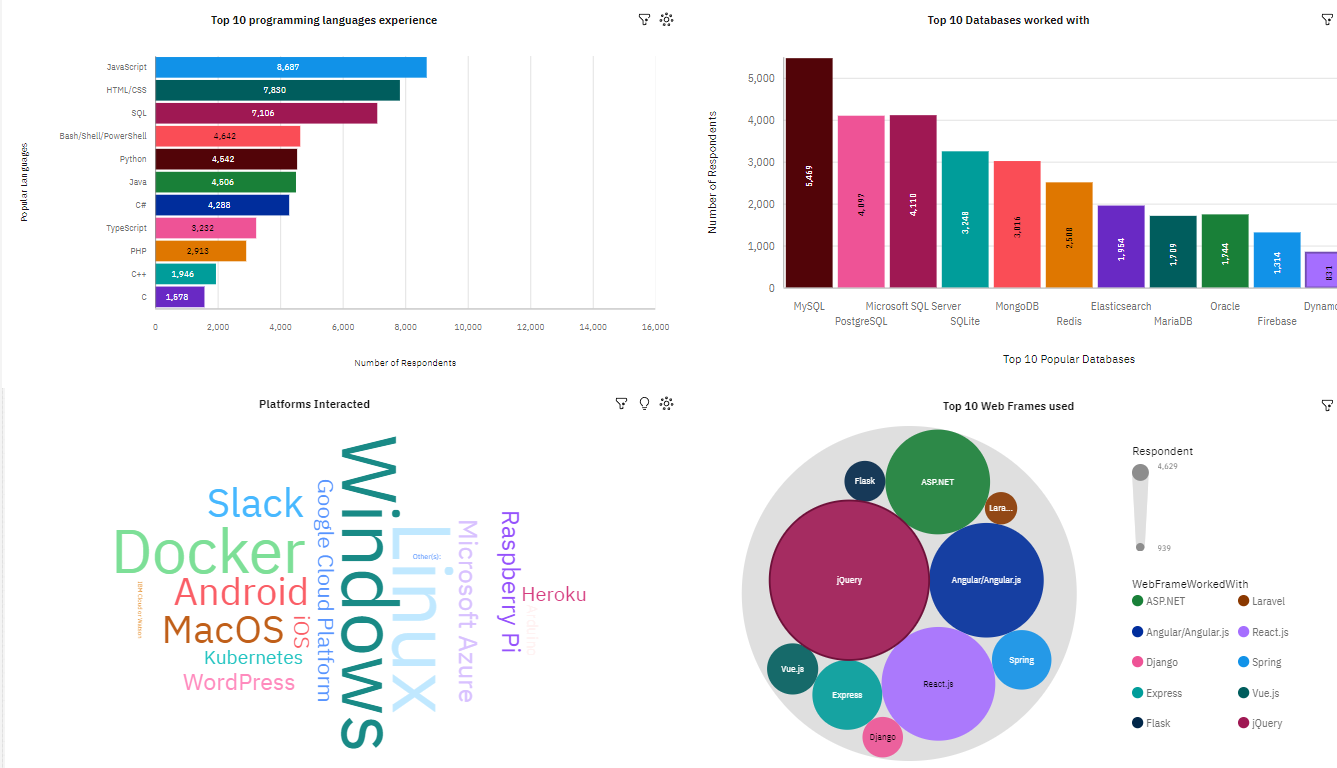 Top 10 programming languages experience
Popular Languages
JavaScript 8,687
HTML/CSS 7,830
SQL 7,106
Bash/Shell/PowerShell 4,642
Python 4,542
Java 4,506
C# 4,288
TypeScript 3,232
PHP 2,913
C++ 1,946
C 1,578
0 2,000 4,000 6,000 8,000 10,000 12,000 14,000 16,000
Number of Respondents
Top 10 Databases worked with
Number of Respondents
5,000
4,000
3,000
2,000
1,000
0
5,469 4,097 4,110 3,248 3,016 2,508 1,954 1,709 1,744 1,314 831
MySQL Microsoft SQL Server MongoDB Elasticsearch Oracle Dynamo
PostgreSQL SQLite Redis MariaDB Firebase
Top 10 Popular Databases
Platforms Interacted
Windows
Linux
Slack
Google Cloud Platform
Docker
Other(s):
Microsoft Azure
Raspberry Pi
Android
Heroku
Arduino
MacOS
iOS
Kubernetes
WordPress
Top 10 Web Frames used
Flask
ASP.NET
Lara...
jQuery
Angular/Angular.js
Vue.js
Express
React.js
Spring
Django
Respondent
4,629
939
WebFrameWorkedWith
ASP.NET Laravel
Angular/Angular.js React.js
Django Spring
Express Vue.js
Flask jQuery